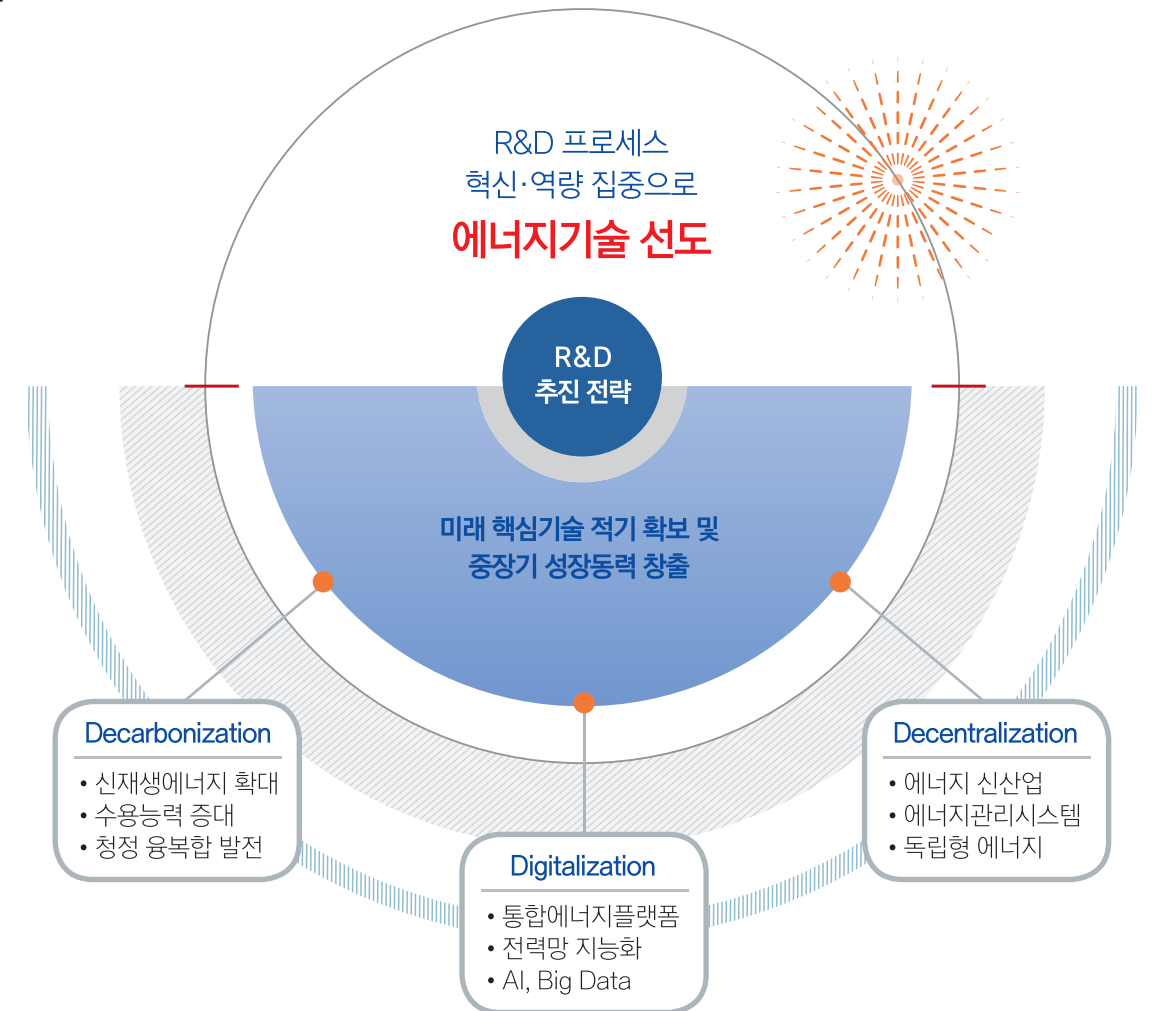 R&D 프로세스
혁신·역량 집중으로
에너지기술 선도
R&D
추진 전략
미래 핵심기술 적기 확보 및
중장기 성장동력 창출
Decarbonization
• 신재생에너지 확대
• 수용능력 증대
• 청정 융복합 발전
Digitalization
• 통합에너지플랫폼
• 전력망 지능화
• AI, Big Data
Decentralization
• 에너지 신산업
• 에너지관리시스템
• 독립형 에너지